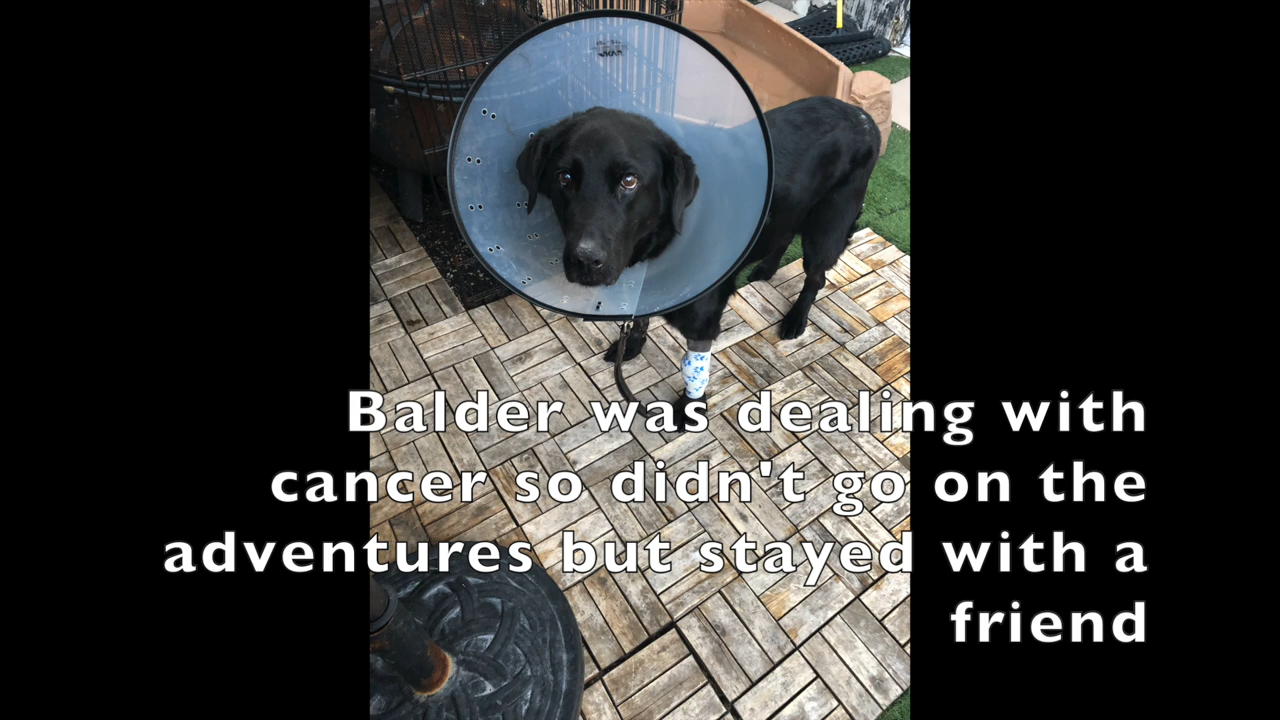 Balder was dealing with
cancer so didn't go on the
adventures but stayed with a
friend